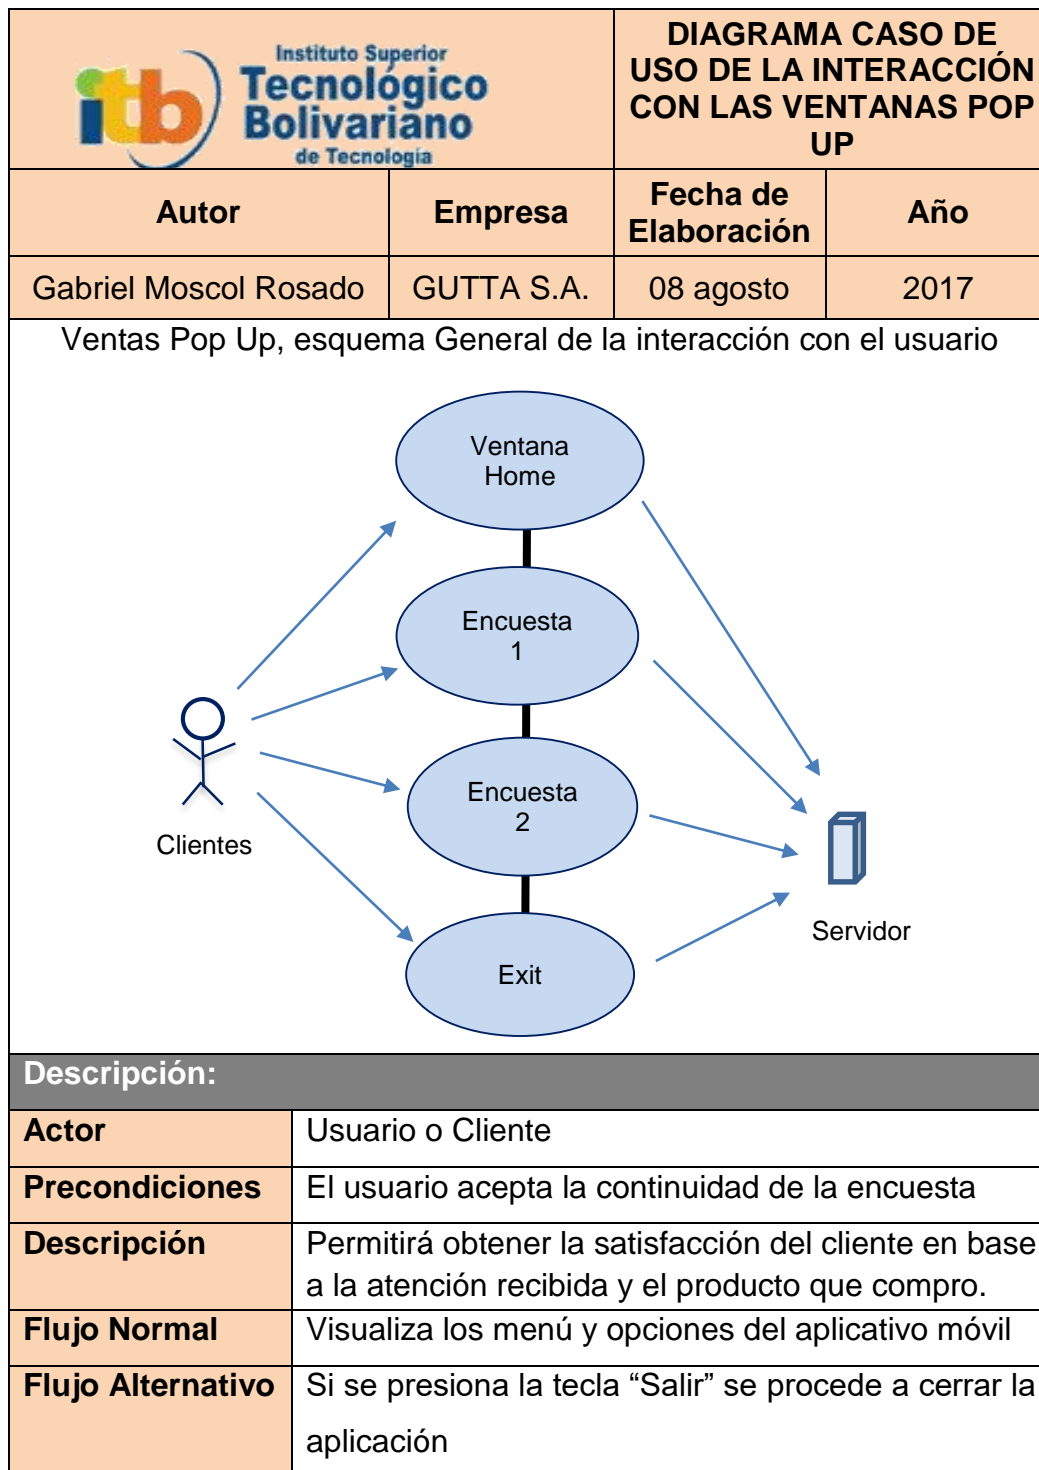 itb
Instituto Superior
Tecnológico
Bolivariano
de Tecnología
DIAGRAMA CASO DE
USO DE LA INTERACCIÓN
CON LAS VENTANAS POP
UP
Autor
Empresa
Fecha de
Elaboración
Año
Gabriel Moscol Rosado
GUTTA S.A.
08 agosto
2017
Ventas Pop Up, esquema General de la interacción con el usuario
Ventana
Home
Encuesta
1
Encuesta
2
Exit
Clientes
Servidor
Descripción:
Actor
Usuario o Cliente
Precondiciones
El usuario acepta la continuidad de la encuesta
Descripción
Permitirá obtener la satisfacción del cliente en base
a la atención recibida y el producto que compro.
Flujo Normal
Visualiza los menú y opciones del aplicativo móvil
Flujo Alternativo
Si se presiona la tecla “Salir” se procede a cerrar la
aplicación